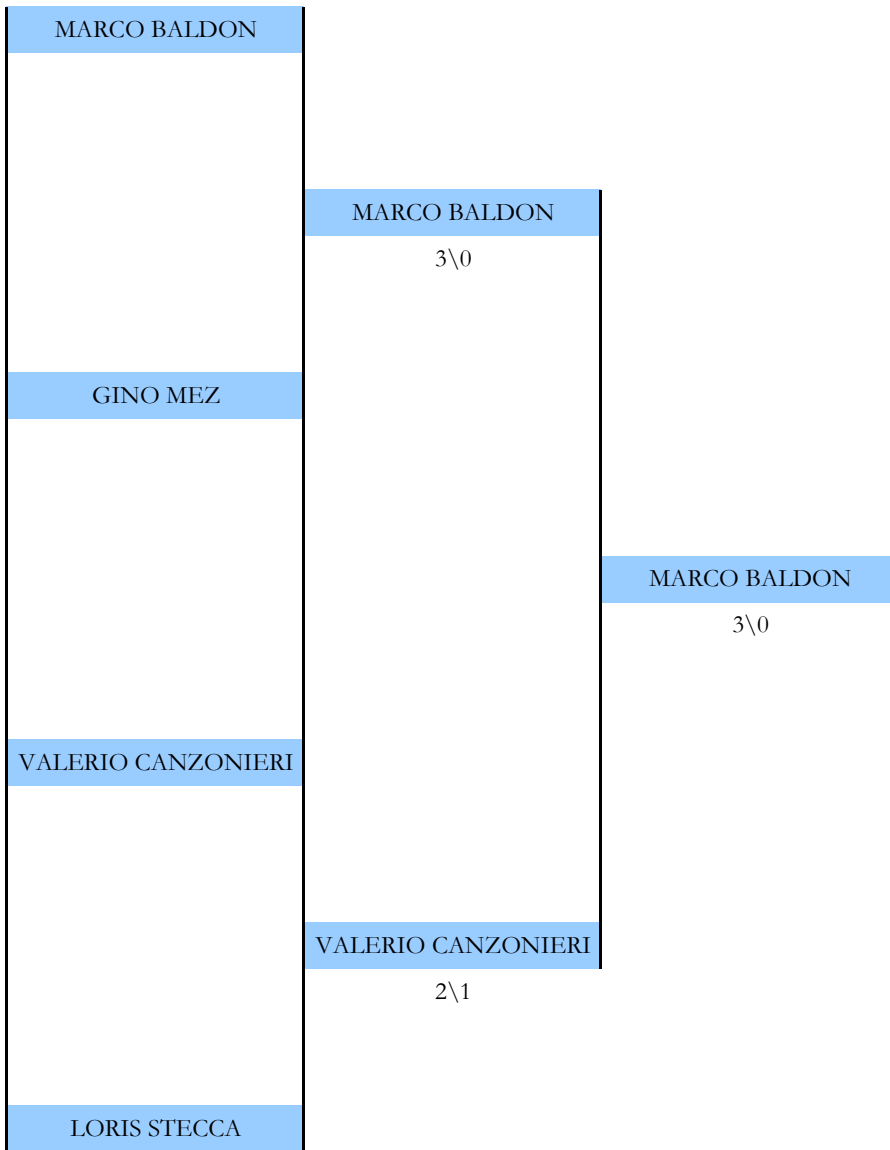 MARCO BALDON
MARCO BALDON
3\0
GINO MEZ
MARCO BALDON
3\0
VALERIO CANZONIERI
VALERIO CANZONIERI
2\1
LORIS STECCA